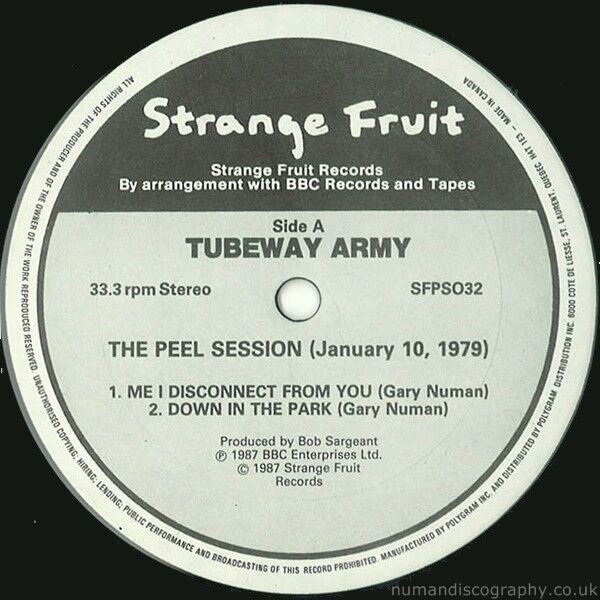 Strange Fruit
Strange Fruit Records
By arrangement with BBC Records and Tapes
Side A
TUBEWAY ARMY
33.3 rpm Stereo
SFPS032
THE PEEL SESSION (January 10, 1979)
1. ME I DISCONNECT FROM YOU (Gary Numan)
2. DOWN IN THE PARK (Gary Numan)
Produced by Bob Sargeant
℗ 1987 BBC Enterprises Ltd.
© 1987 Strange Fruit
Records
ALL RIGHTS OF THE PRODUCER AND OF THE OWNER OF THE WORK REPRODUCED RESERVED. UNAUTHORISED COPYING, HIRING, LENDING, PUBLIC PERFORMANCE AND BROADCASTING OF THIS RECORD PROHIBITED. MANUFACTURED BY POLYGRAM INC. AND DISTRIBUTED BY POLYGRAM DISTRIBUTION INC. 6000 COTE DE LIESSE, ST. LAURENT, QUEBEC H4T 1E3 – MADE IN CANADA
numandiscography.co.uk